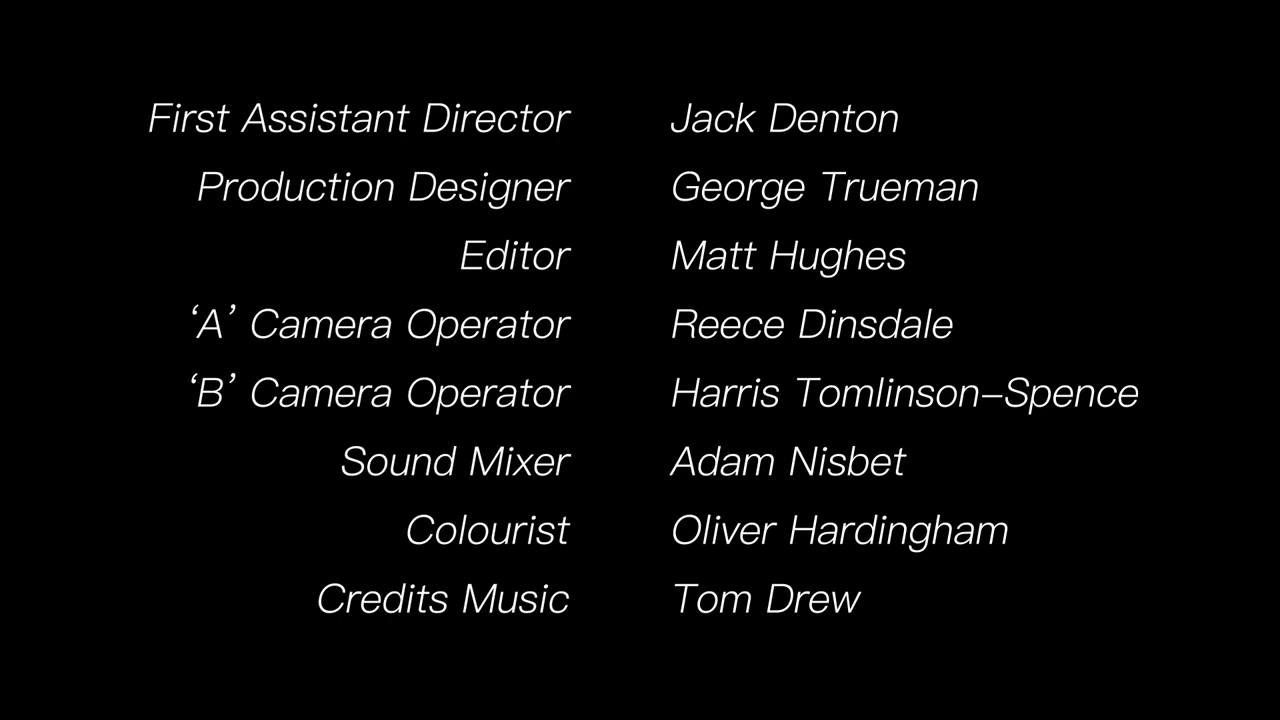 First Assistant Director Jack Denton
Production Designer George Trueman
Editor Matt Hughes
‘A’ Camera Operator Reece Dinsdale
‘B’ Camera Operator Harris Tomlinson–Spence
Sound Mixer Adam Nisbet
Colourist Oliver Hardingham
Credits Music Tom Drew